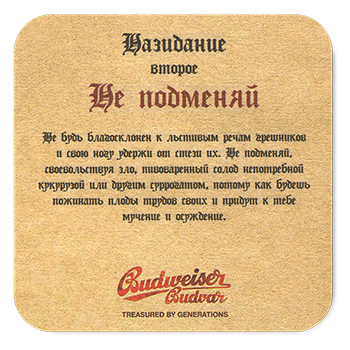 Назидание
второе
Не подменяй
Не будь благосклонен к льстивым речам грешников
и свою ногу удержи от стези их. Не подменяй,
своевольствуя зло, пивоваренный солод непотребной
кукурузой или другим суррогатом, потому как будешь
пожинать плоды трудов своих и придут к тебе
мучение и осуждение.
Budweiser
Budvar
TREASURED BY GENERATIONS